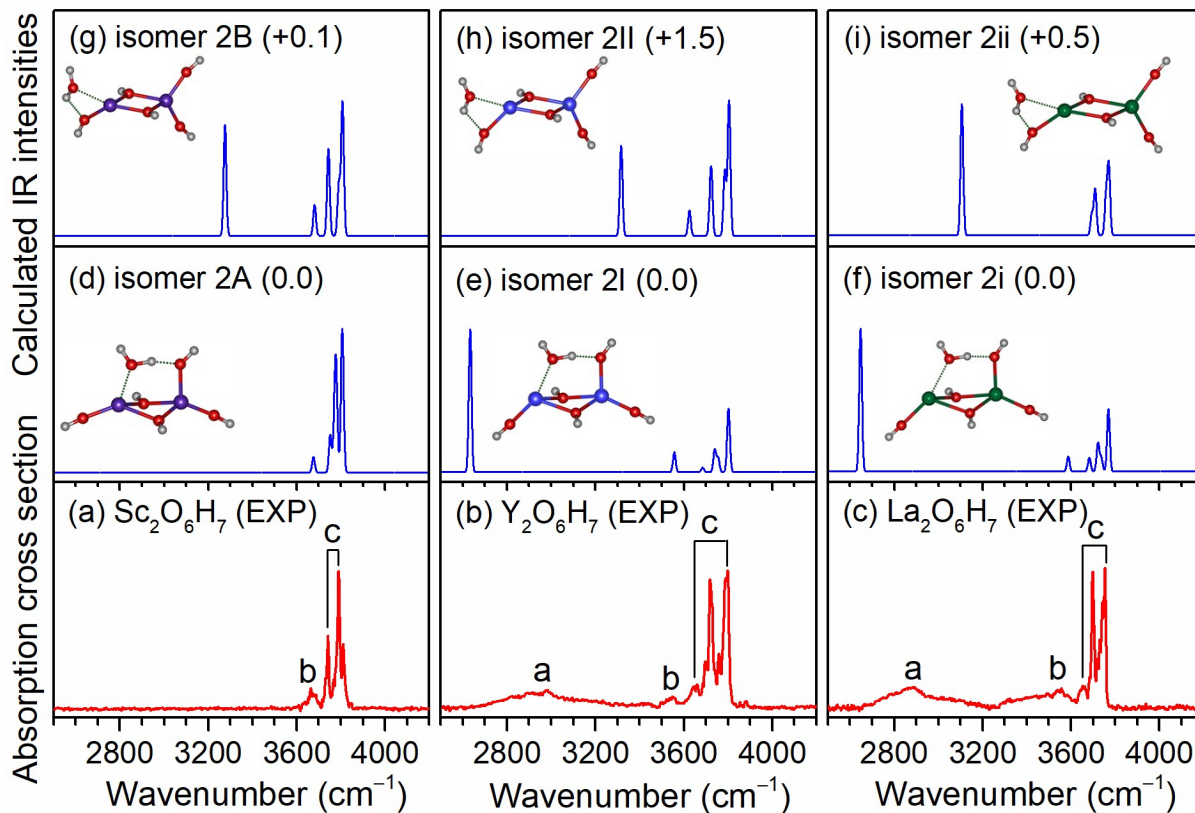 Calculated IR intensities
(g) isomer 2B (+0.1)
(h) isomer 2II (+1.5)
(i) isomer 2ii (+0.5)
(d) isomer 2A (0.0)
(e) isomer 2I (0.0)
(f) isomer 2i (0.0)
Absorption cross section
(a) Sc₂O₆H₇ (EXP)
c
b
(b) Y₂O₆H₇ (EXP)
c
a
b
(c) La₂O₆H₇ (EXP)
c
a
b
2800 3200 3600 4000
2800 3200 3600 4000
2800 3200 3600 4000
Wavenumber (cm⁻¹)
Wavenumber (cm⁻¹)
Wavenumber (cm⁻¹)